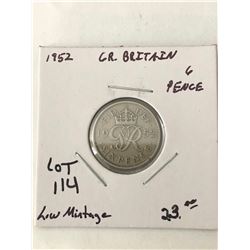 1952 GR. BRITAIN
6
PENCE
LOT
114
Low Mintage 23.00